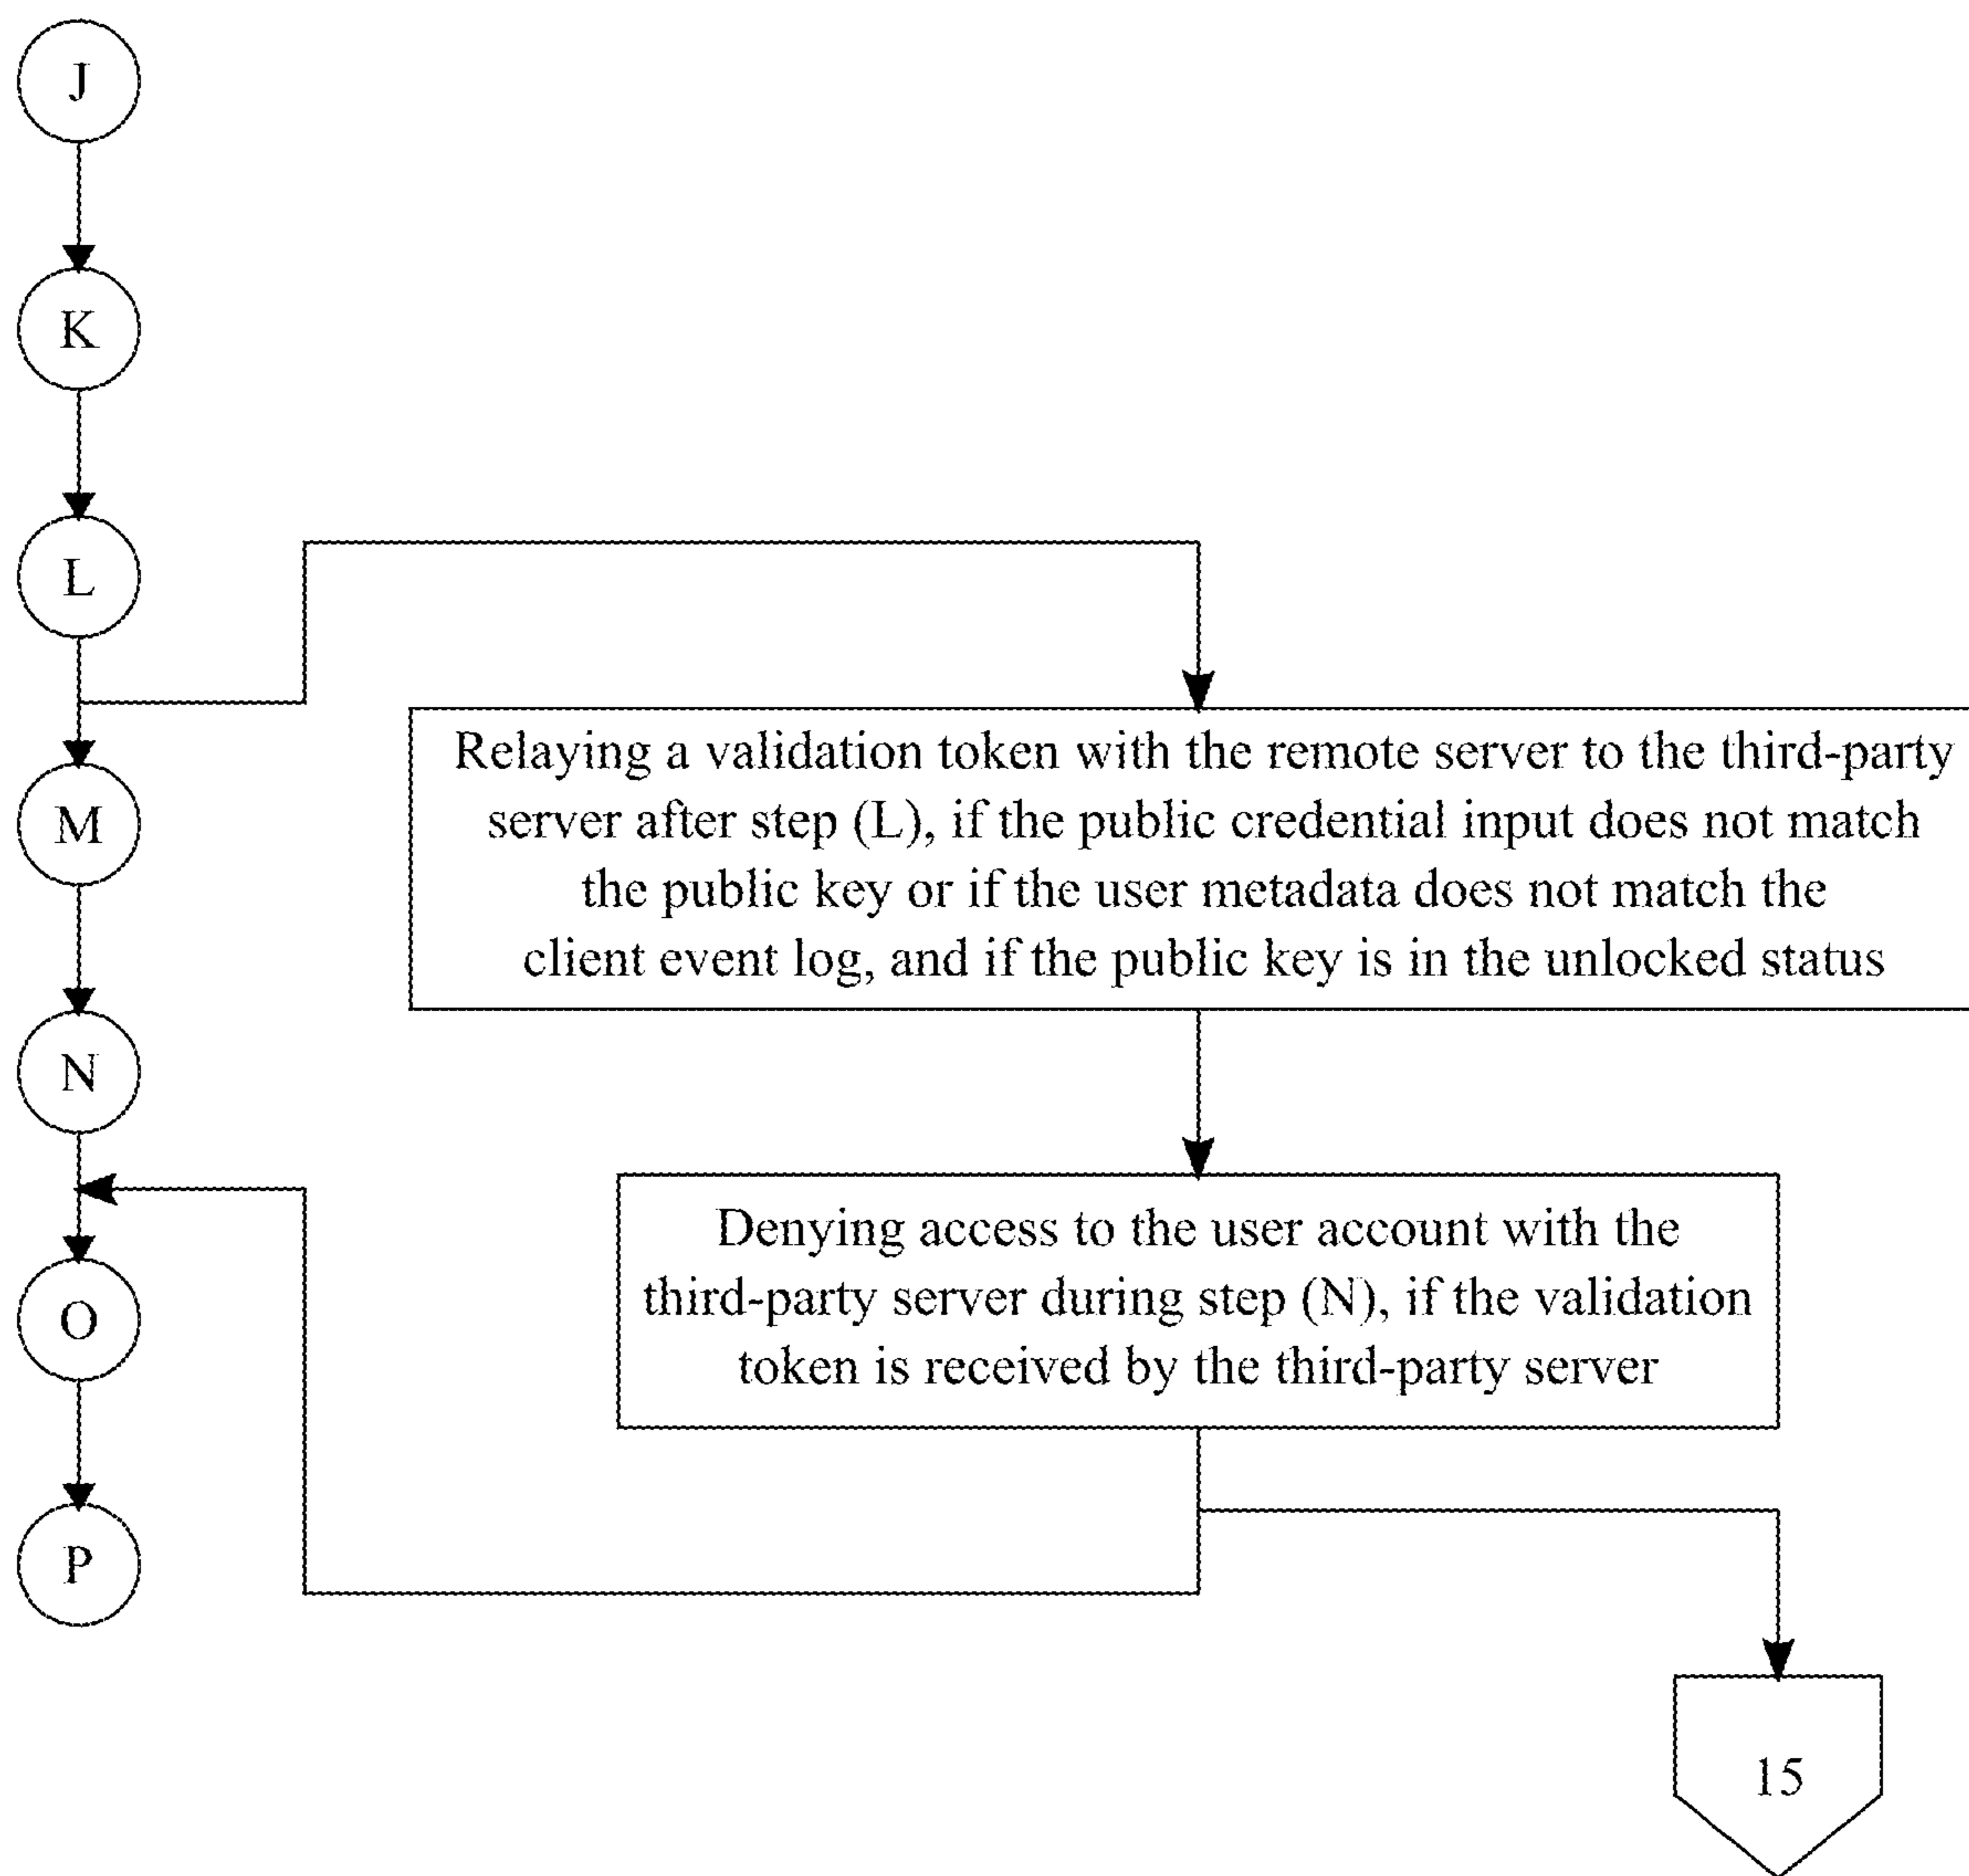 J
K
L
Relaying a validation token with the remote server to the third-party
server after step (L), if the public credential input does not match
the public key or if the user metadata does not match the
client event log, and if the public key is in the unlocked status
M
N
Denying access to the user account with the
third-party server during step (N), if the validation
token is received by the third-party server
O
P
15